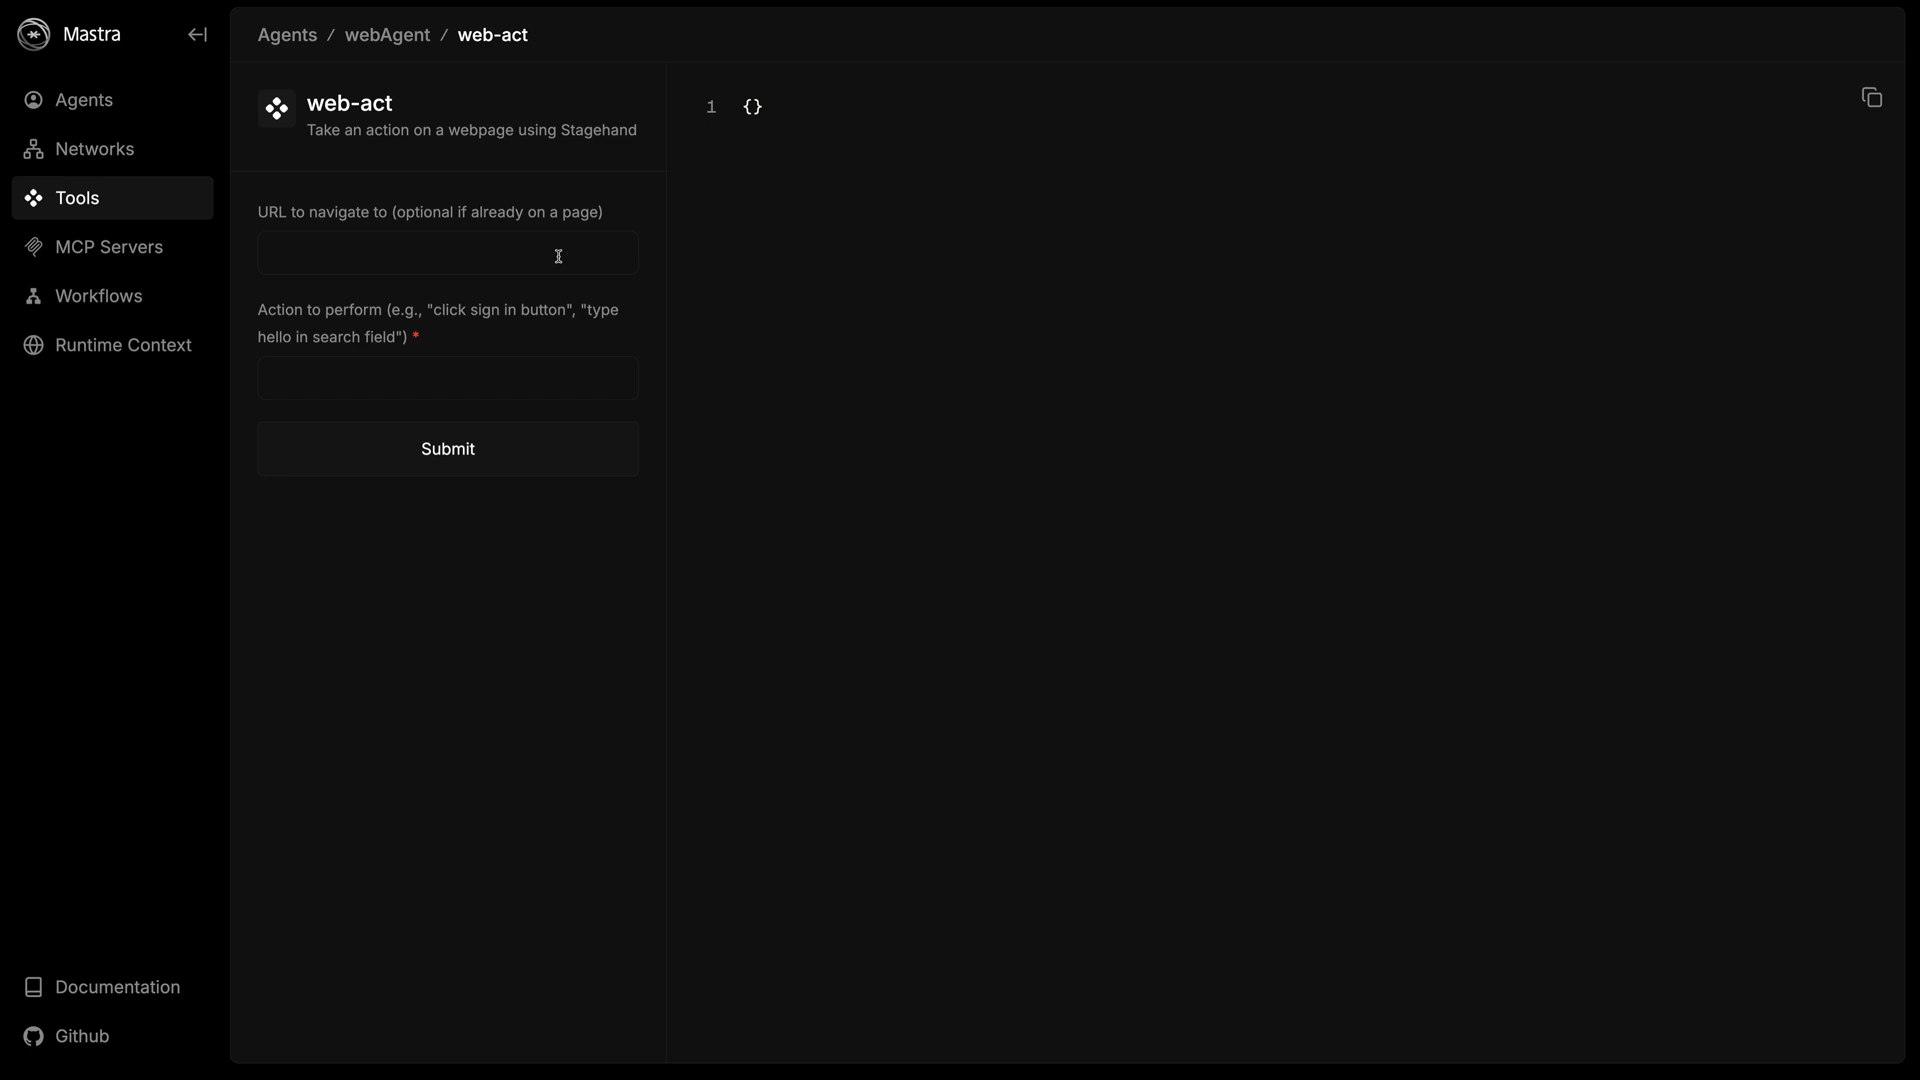 Mastra
Agents
Networks
Tools
MCP Servers
Workflows
Runtime Context
Documentation
Github
Agents / webAgent / web-act
web-act
Take an action on a webpage using Stagehand
URL to navigate to (optional if already on a page)
Action to perform (e.g., "click sign in button", "type
hello in search field") *
Submit
1 {}